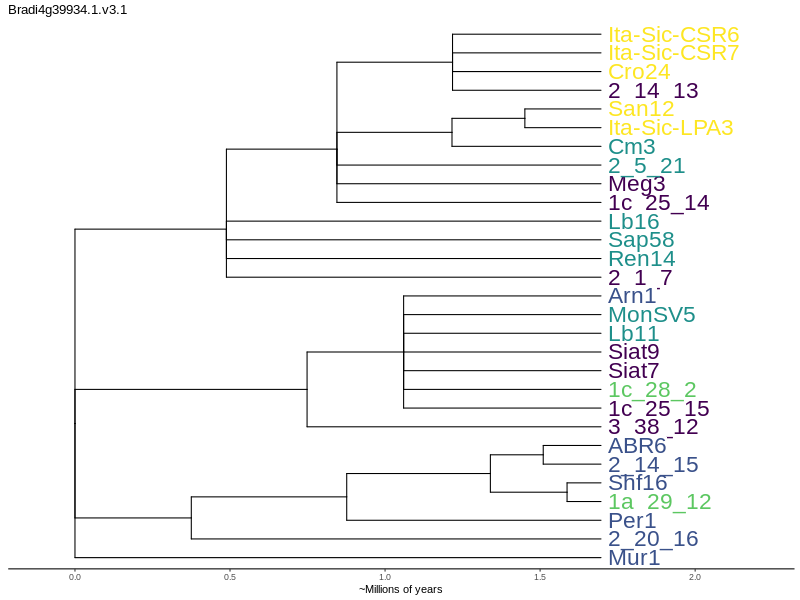 Bradi4g39934.1.v3.1
Ita-Sic-CSR6
Ita-Sic-CSR7
Cro24
2_14_13
San12
Ita-Sic-LPA3
Cm3
2_5_21
Meg3
1c_25_14
Lb16
Sap58
Ren14
2_1_7
Arn1
MonSV5
Lb11
Siat9
Siat7
1c_28_2
1c_25_15
3_38_12
ABR6
2_14_15
Snf16
1a_29_12
Per1
2_20_16
Mur1
0.0 0.5 1.0 1.5 2.0
~Millions of years